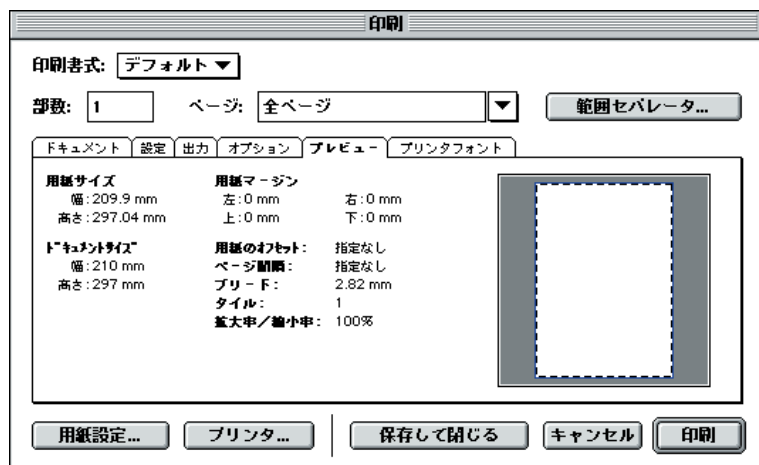 印刷
印刷書式: デフォルト
部数: 1 ページ: 全ページ 範囲セパレータ...
ドキュメント 設定 出力 オプション プレビュー プリンタフォント
用紙サイズ 用紙マージン
幅:209.9 mm 左:0 mm 右:0 mm
高さ:297.04 mm 上:0 mm 下:0 mm
ドキュメントサイズ 用紙のオフセット: 指定なし
幅:210 mm ページ間隔: 指定なし
高さ:297 mm ブリード: 2.82 mm
タイル: 1
拡大率/縮小率: 100%
用紙設定... プリンタ... 保存して閉じる キャンセル 印刷